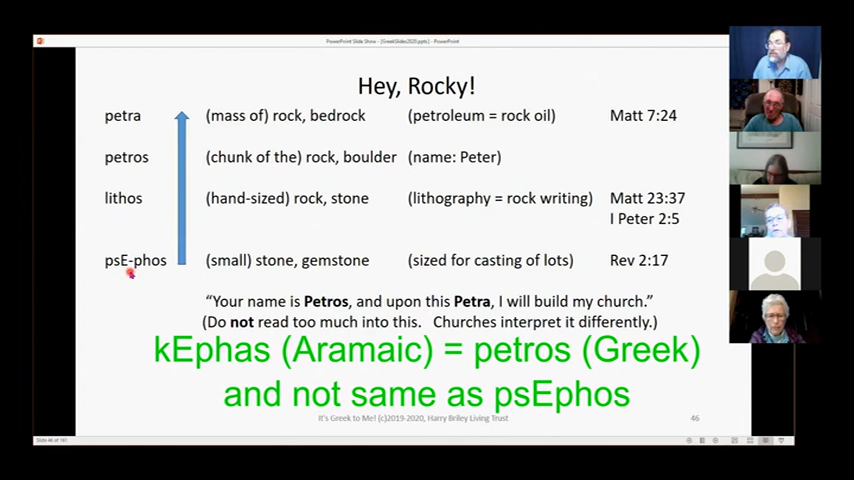 PowerPoint Slide Show - [GreekSlides2020.pptx] - PowerPoint
Hey, Rocky!
petra (mass of) rock, bedrock (petroleum = rock oil) Matt 7:24
petros (chunk of the) rock, boulder (name: Peter)
lithos (hand-sized) rock, stone (lithography = rock writing) Matt 23:37
I Peter 2:5
psE-phos (small) stone, gemstone (sized for casting of lots) Rev 2:17
“Your name is Petros, and upon this Petra, I will build my church.”
(Do not read too much into this. Churches interpret it differently.)
kEphas (Aramaic) = petros (Greek)
and not same as psEphos
It's Greek to Me! (c)2019-2020, Harry Briley Living Trust 46
Slide 46 of 181